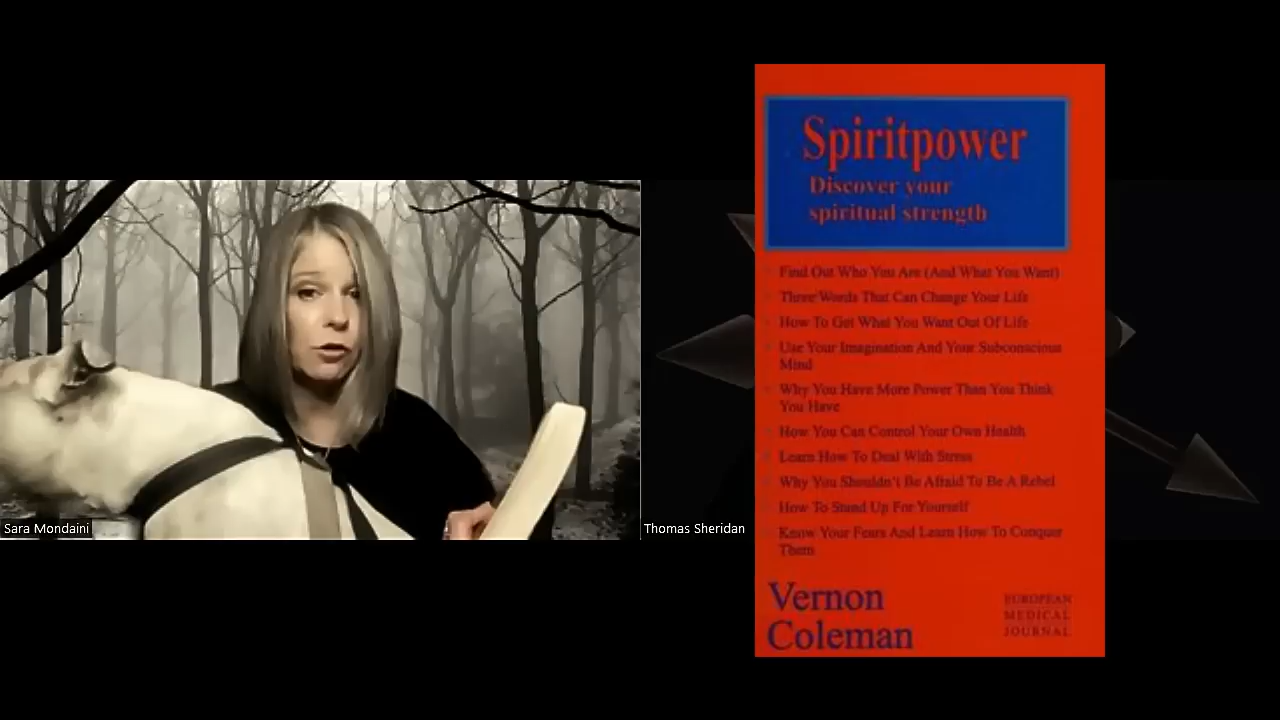 Spiritpower
Discover your
spiritual strength
Find Out Who You Are (And What You Want)
Three Words That Can Change Your Life
How To Get What You Want Out Of Life
Use Your Imagination And Your Subconscious
Mind
Why You Have More Power Than You Think
You Have
How You Can Control Your Own Health
Learn How To Deal With Stress
Why You Shouldn't Be Afraid To Be A Rebel
How To Stand Up For Yourself
Know Your Fears And Learn How To Conquer
Them
Vernon
Coleman
EUROPEAN
MEDICAL
JOURNAL
Sara Mondaini
Thomas Sheridan